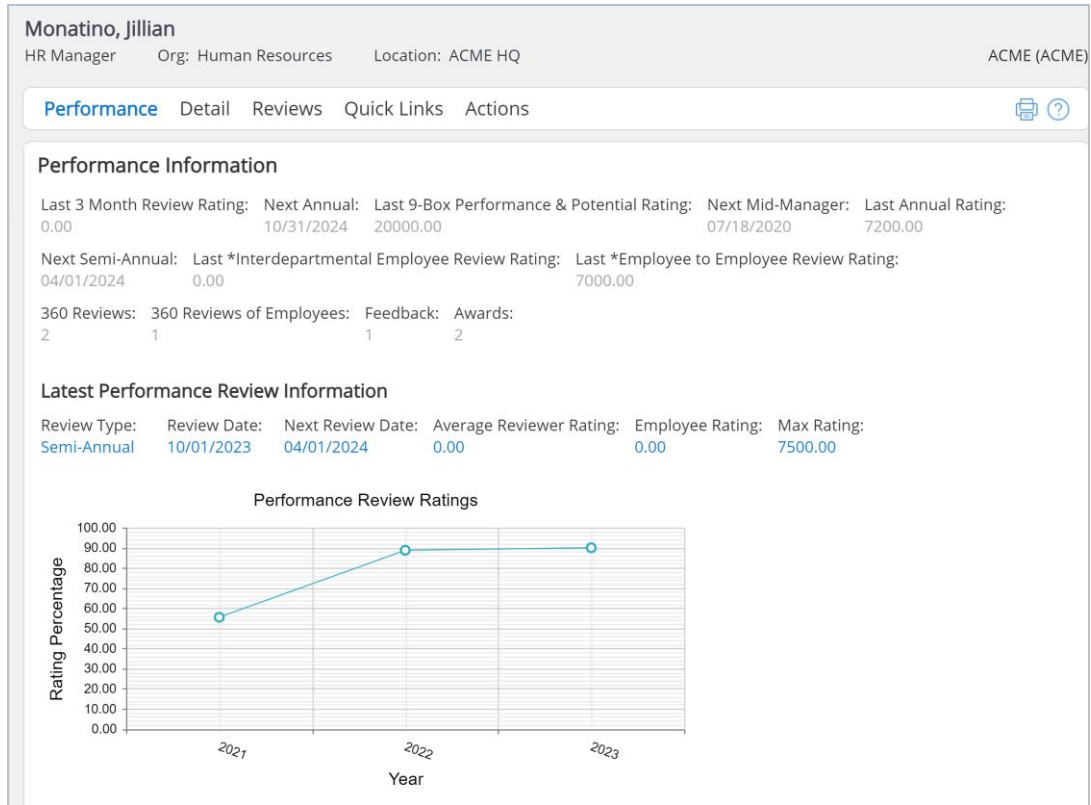 Monatino, Jillian
HR Manager Org: Human Resources Location: ACME HQ ACME (ACME)
Performance Detail Reviews Quick Links Actions ?
Performance Information
Last 3 Month Review Rating: Next Annual: Last 9-Box Performance & Potential Rating: Next Mid-Manager: Last Annual Rating:
0.00 10/31/2024 20000.00 07/18/2020 7200.00
Next Semi-Annual: Last *Interdepartmental Employee Review Rating: Last *Employee to Employee Review Rating:
04/01/2024 0.00 7000.00
360 Reviews: 360 Reviews of Employees: Feedback: Awards:
2 1 1 2
Latest Performance Review Information
Review Type: Review Date: Next Review Date: Average Reviewer Rating: Employee Rating: Max Rating:
Semi-Annual 10/01/2023 04/01/2024 0.00 0.00 7500.00
Performance Review Ratings
100.00
90.00
80.00
70.00
60.00
50.00
40.00
30.00
20.00
10.00
0.00
Rating Percentage
2021 2022 2023
Year